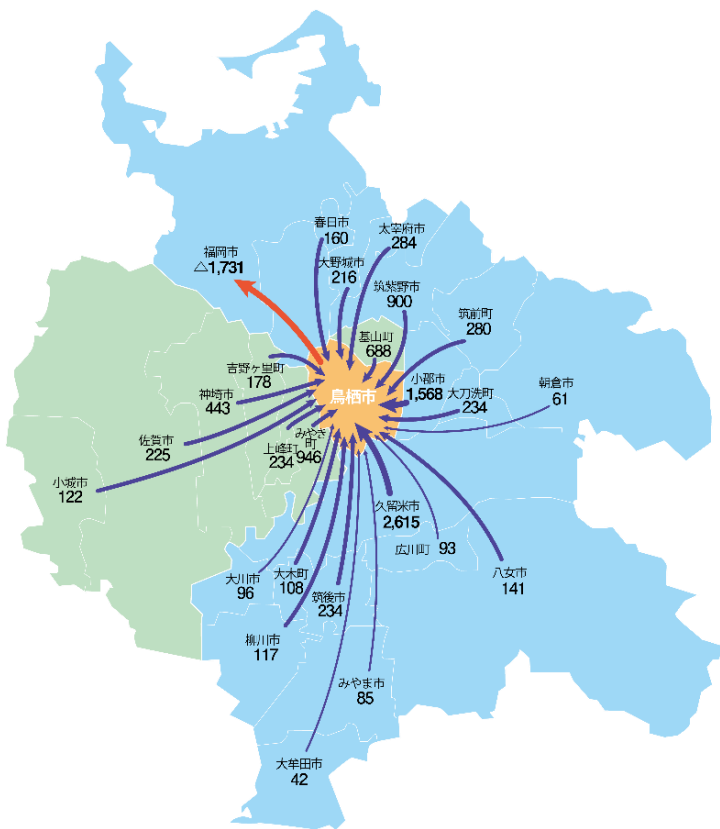 春日市
160
太宰府市
284
福岡市
△1,731
大野城市
216
筑紫野市
900
筑前町
280
基山町
688
吉野ヶ里町
178
小郡市
1,568
朝倉市
61
神埼市
443
鳥栖市
大刀洗町
234
佐賀市
225
みやき
町
946
上峰町
234
小城市
122
久留米市
2,615
広川町 93
大川市
96
大木町
108
筑後市
234
八女市
141
柳川市
117
みやま市
85
大牟田市
42